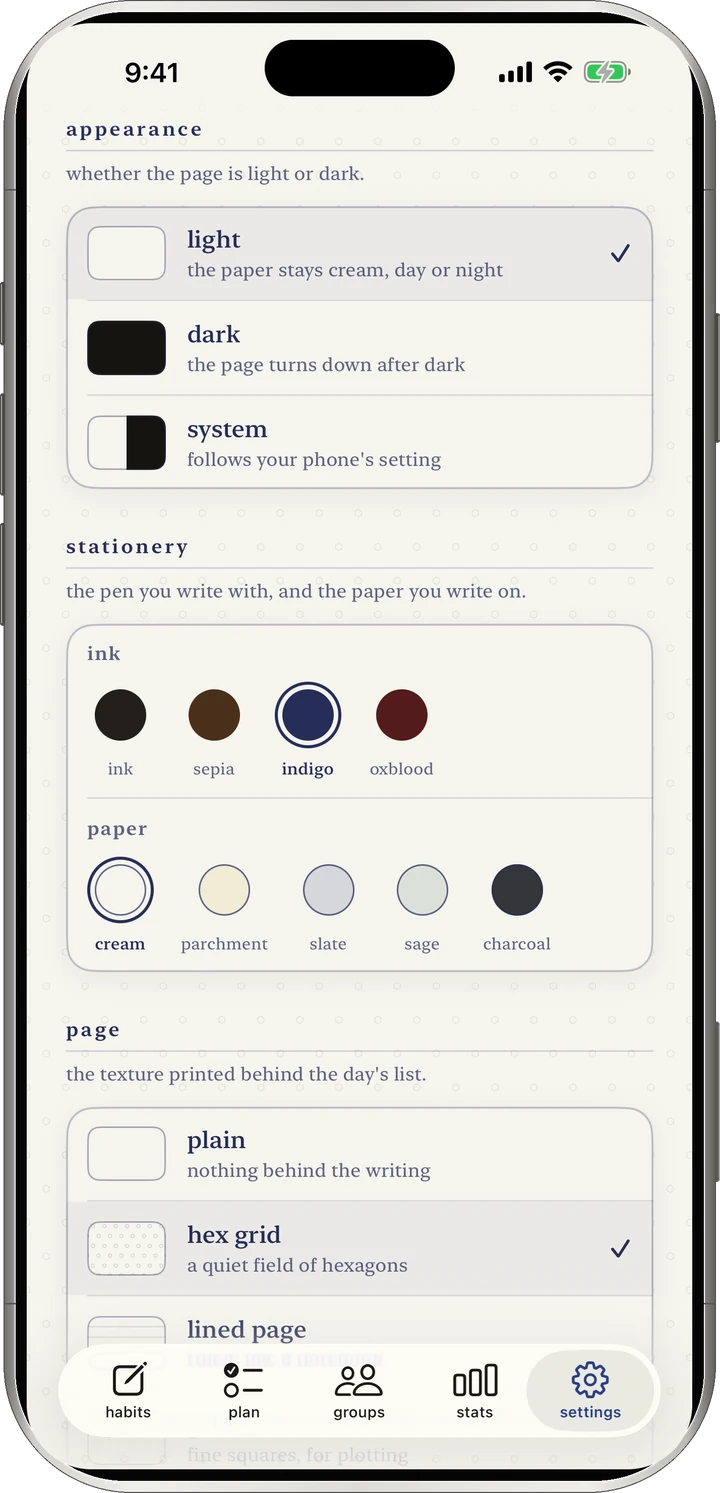 9:41
appearance
whether the page is light or dark.
light
the paper stays cream, day or night
dark
the page turns down after dark
system
follows your phone's setting
stationery
the pen you write with, and the paper you write on.
ink
ink sepia indigo oxblood
paper
cream parchment slate sage charcoal
page
the texture printed behind the day's list.
plain
nothing behind the writing
hex grid
a quiet field of hexagons
lined page
habits plan groups stats settings
fine squares, for plotting